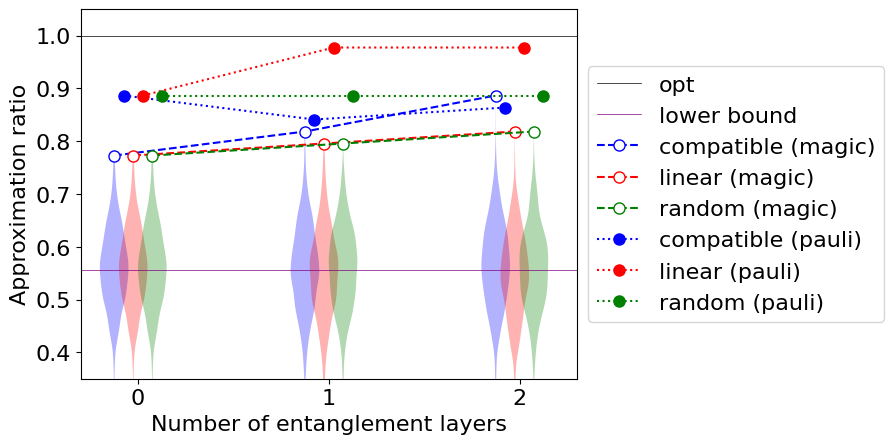 1.0
0.9
0.8
0.7
0.6
0.5
0.4
Approximation ratio
0 1 2
Number of entanglement layers
opt
lower bound
compatible (magic)
linear (magic)
random (magic)
compatible (pauli)
linear (pauli)
random (pauli)